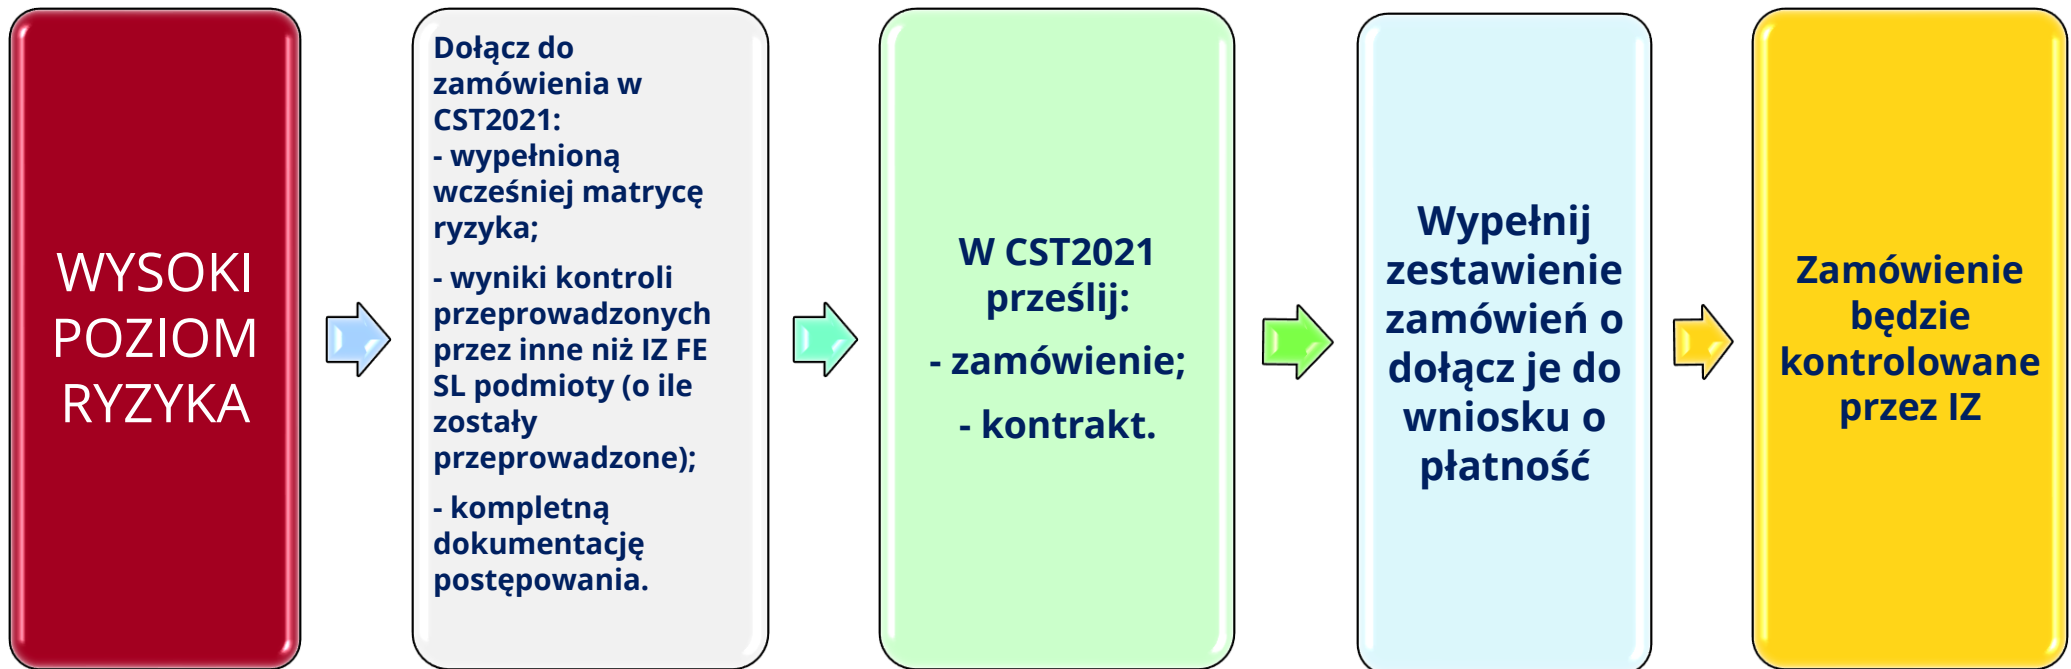 WYSOKI
POZIOM
RYZYKA
Dołącz do
zamówienia w
CST2021:
- wypełnioną
wcześniej matrycę
ryzyka;
- wyniki kontroli
przeprowadzonych
przez inne niż IZ FE
SL podmioty (o ile
zostały
przeprowadzone);
- kompletną
dokumentację
postępowania.
W CST2021
prześlij:
- zamówienie;
- kontrakt.
Wypełnij
zestawienie
zamówień o
dołącz je do
wniosku o
płatność
Zamówienie
będzie
kontrolowane
przez IZ